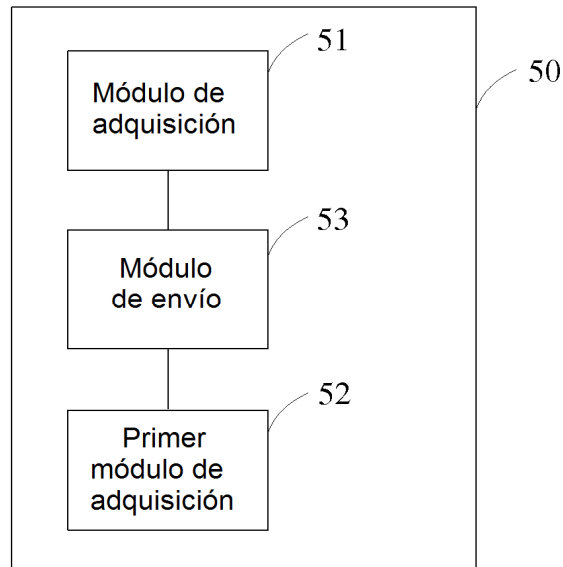 51
Módulo de
adquisición
50
53
Módulo
de envío
52
Primer
módulo de
adquisición